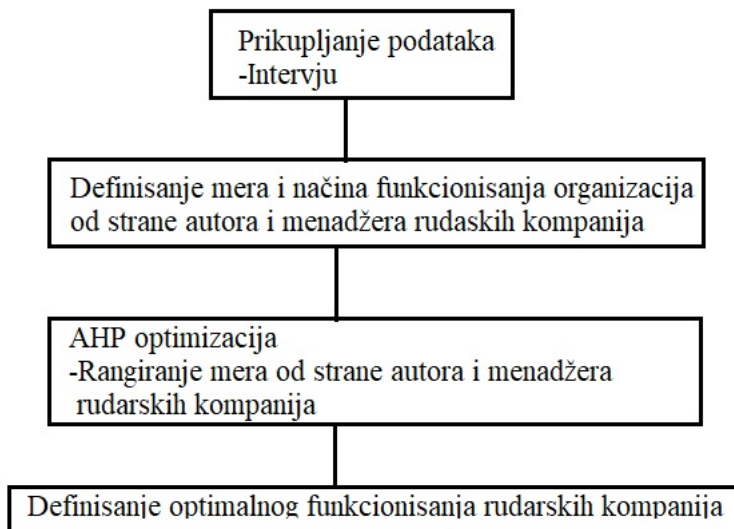 Prikupljanje podataka
-Intervju
Definisanje mera i načina funkcionisanja organizacija
od strane autora i menadžera rudaskih kompanija
AHP optimizacija
-Rangiranje mera od strane autora i menadžera
rudarskih kompanija
Definisanje optimalnog funkcionisanja rudarskih kompanija